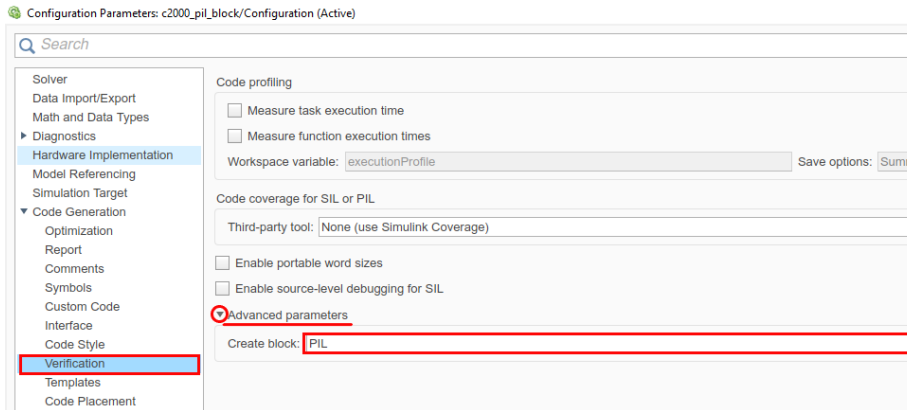 Configuration Parameters: c2000_pil_block/Configuration (Active)
Search
Solver
Data Import/Export
Math and Data Types
Diagnostics
Hardware Implementation
Model Referencing
Simulation Target
Code Generation
Optimization
Report
Comments
Symbols
Custom Code
Interface
Code Style
Verification
Templates
Code Placement
Code profiling
Measure task execution time
Measure function execution times
Workspace variable: executionProfile Save options: Sum
Code coverage for SIL or PIL
Third-party tool: None (use Simulink Coverage)
Enable portable word sizes
Enable source-level debugging for SIL
Advanced parameters
Create block: PIL